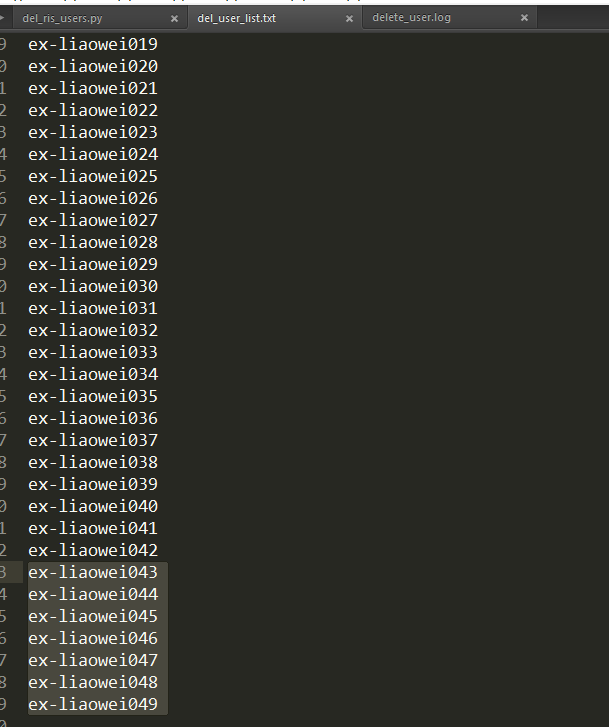 del_ris_users.py × del_user_list.txt × delete_user.log ×
9 ex-liaowei019
0 ex-liaowei020
1 ex-liaowei021
2 ex-liaowei022
3 ex-liaowei023
4 ex-liaowei024
5 ex-liaowei025
6 ex-liaowei026
7 ex-liaowei027
8 ex-liaowei028
9 ex-liaowei029
0 ex-liaowei030
1 ex-liaowei031
2 ex-liaowei032
3 ex-liaowei033
4 ex-liaowei034
5 ex-liaowei035
6 ex-liaowei036
7 ex-liaowei037
8 ex-liaowei038
9 ex-liaowei039
0 ex-liaowei040
1 ex-liaowei041
2 ex-liaowei042
3 ex-liaowei043
4 ex-liaowei044
5 ex-liaowei045
6 ex-liaowei046
7 ex-liaowei047
8 ex-liaowei048
9 ex-liaowei049